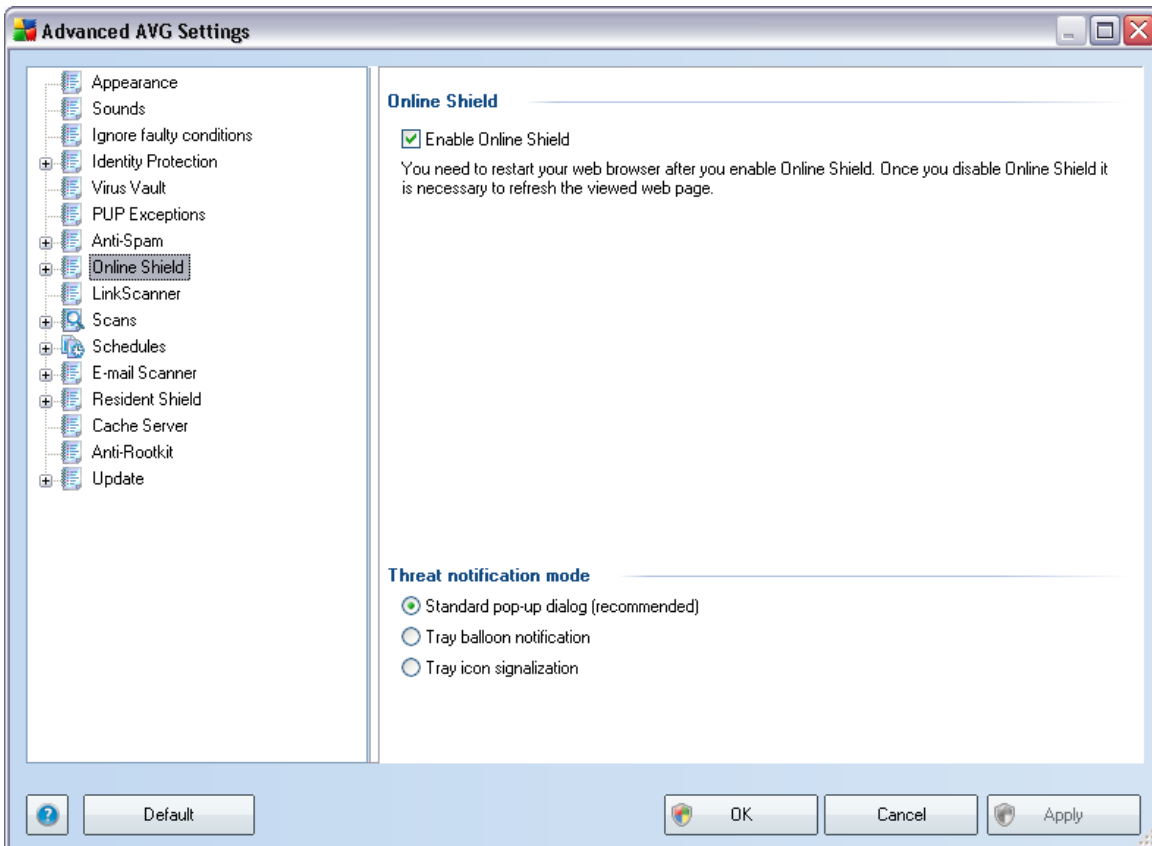 Advanced AVG Settings
Appearance
Sounds
Ignore faulty conditions
Identity Protection
Virus Vault
PUP Exceptions
Anti-Spam
Online Shield
LinkScanner
Scans
Schedules
E-mail Scanner
Resident Shield
Cache Server
Anti-Rootkit
Update
Online Shield
Enable Online Shield
You need to restart your web browser after you enable Online Shield. Once you disable Online Shield it
is necessary to refresh the viewed web page.
Threat notification mode
Standard pop-up dialog (recommended)
Tray balloon notification
Tray icon signalization
Default
OK
Cancel
Apply